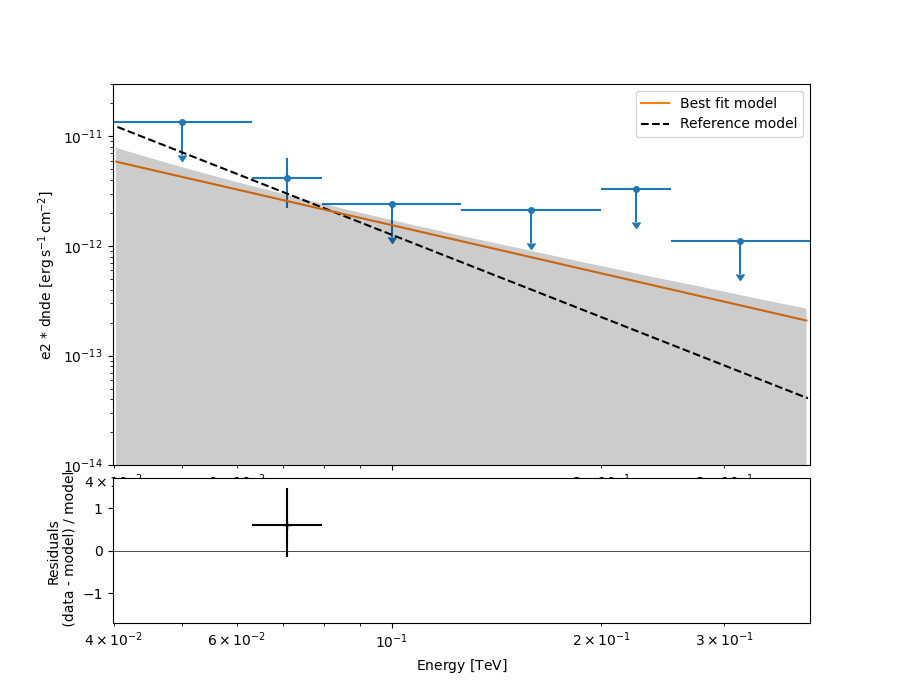 Best fit model
Reference model
e2 * dnde [erg s⁻¹ cm⁻²]
10⁻¹¹
10⁻¹²
10⁻¹³
10⁻¹⁴
Residuals
(data - model) / model
1
0
−1
4 × 10⁻²
6 × 10⁻²
10⁻¹
2 × 10⁻¹
3 × 10⁻¹
Energy [TeV]